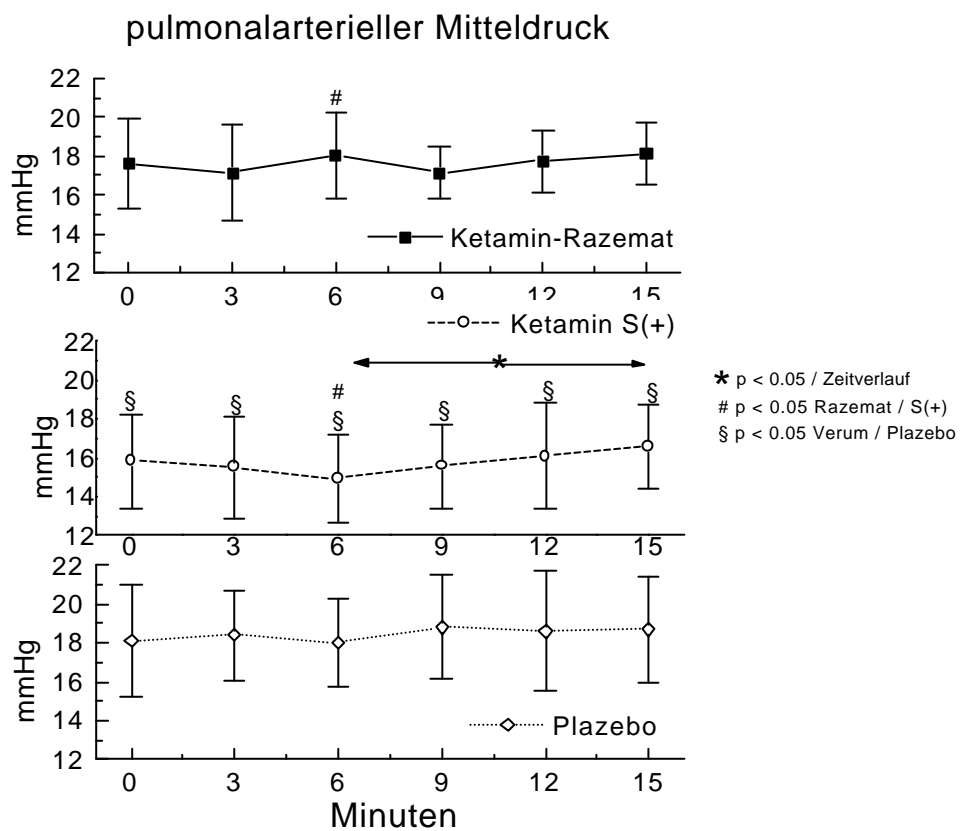 pulmonalarterieller Mitteldruck
22
20
18
16
14
12
mmHg
#
Ketamin-Razemat
0 3 6 9 12 15
Ketamin S(+)
22
20
18
16
14
12
mmHg
*
§ § # § § § §
* p < 0.05 / Zeitverlauf
# p < 0.05 Razemat / S(+)
§ p < 0.05 Verum / Plazebo
0 3 6 9 12 15
22
20
18
16
14
12
mmHg
Plazebo
0 3 6 9 12 15
Minuten